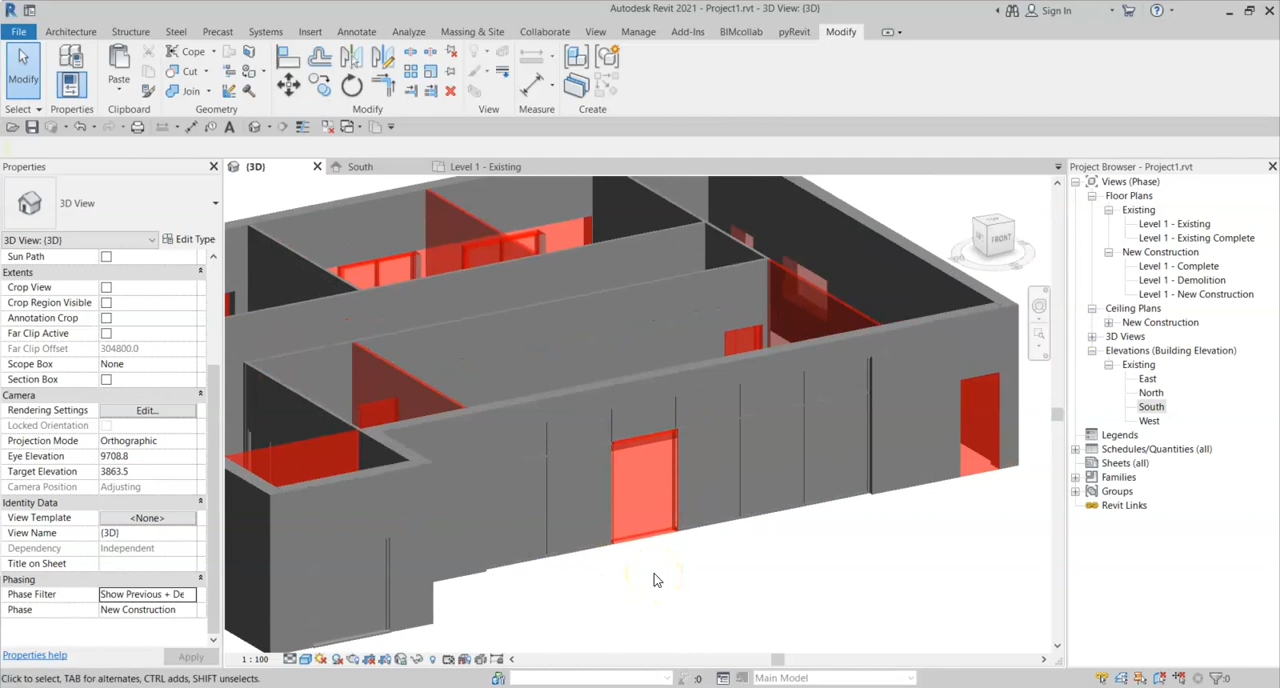 Autodesk Revit 2021 - Project1.rvt - 3D View: {3D}
Sign In
File Architecture Structure Steel Precast Systems Insert Annotate Analyze Massing & Site Collaborate View Manage Add-Ins BIMcollab pyRevit Modify
Modify
Paste
Cope
Cut
Join
Select Properties Clipboard Geometry Modify View Measure Create
Properties
{3D}
South
Level 1 - Existing
Project Browser - Project1.rvt
3D View
3D View: {3D}
Edit Type
Sun Path
Extents
Crop View
Crop Region Visible
Annotation Crop
Far Clip Active
Far Clip Offset 304800.0
Scope Box None
Section Box
Camera
Rendering Settings Edit...
Locked Orientation
Projection Mode Orthographic
Eye Elevation 9708.8
Target Elevation 3863.5
Camera Position Adjusting
Identity Data
View Template <None>
View Name {3D}
Dependency Independent
Title on Sheet
Phasing
Phase Filter Show Previous + De
Phase New Construction
Properties help
Apply
FRONT
Views (Phase)
Floor Plans
Existing
Level 1 - Existing
Level 1 - Existing Complete
New Construction
Level 1 - Complete
Level 1 - Demolition
Level 1 - New Construction
Ceiling Plans
New Construction
3D Views
Elevations (Building Elevation)
Existing
East
North
South
West
Legends
Schedules/Quantities (all)
Sheets (all)
Families
Groups
Revit Links
1 : 100
Click to select, TAB for alternates, CTRL adds, SHIFT unselects.
:0
Main Model
:0